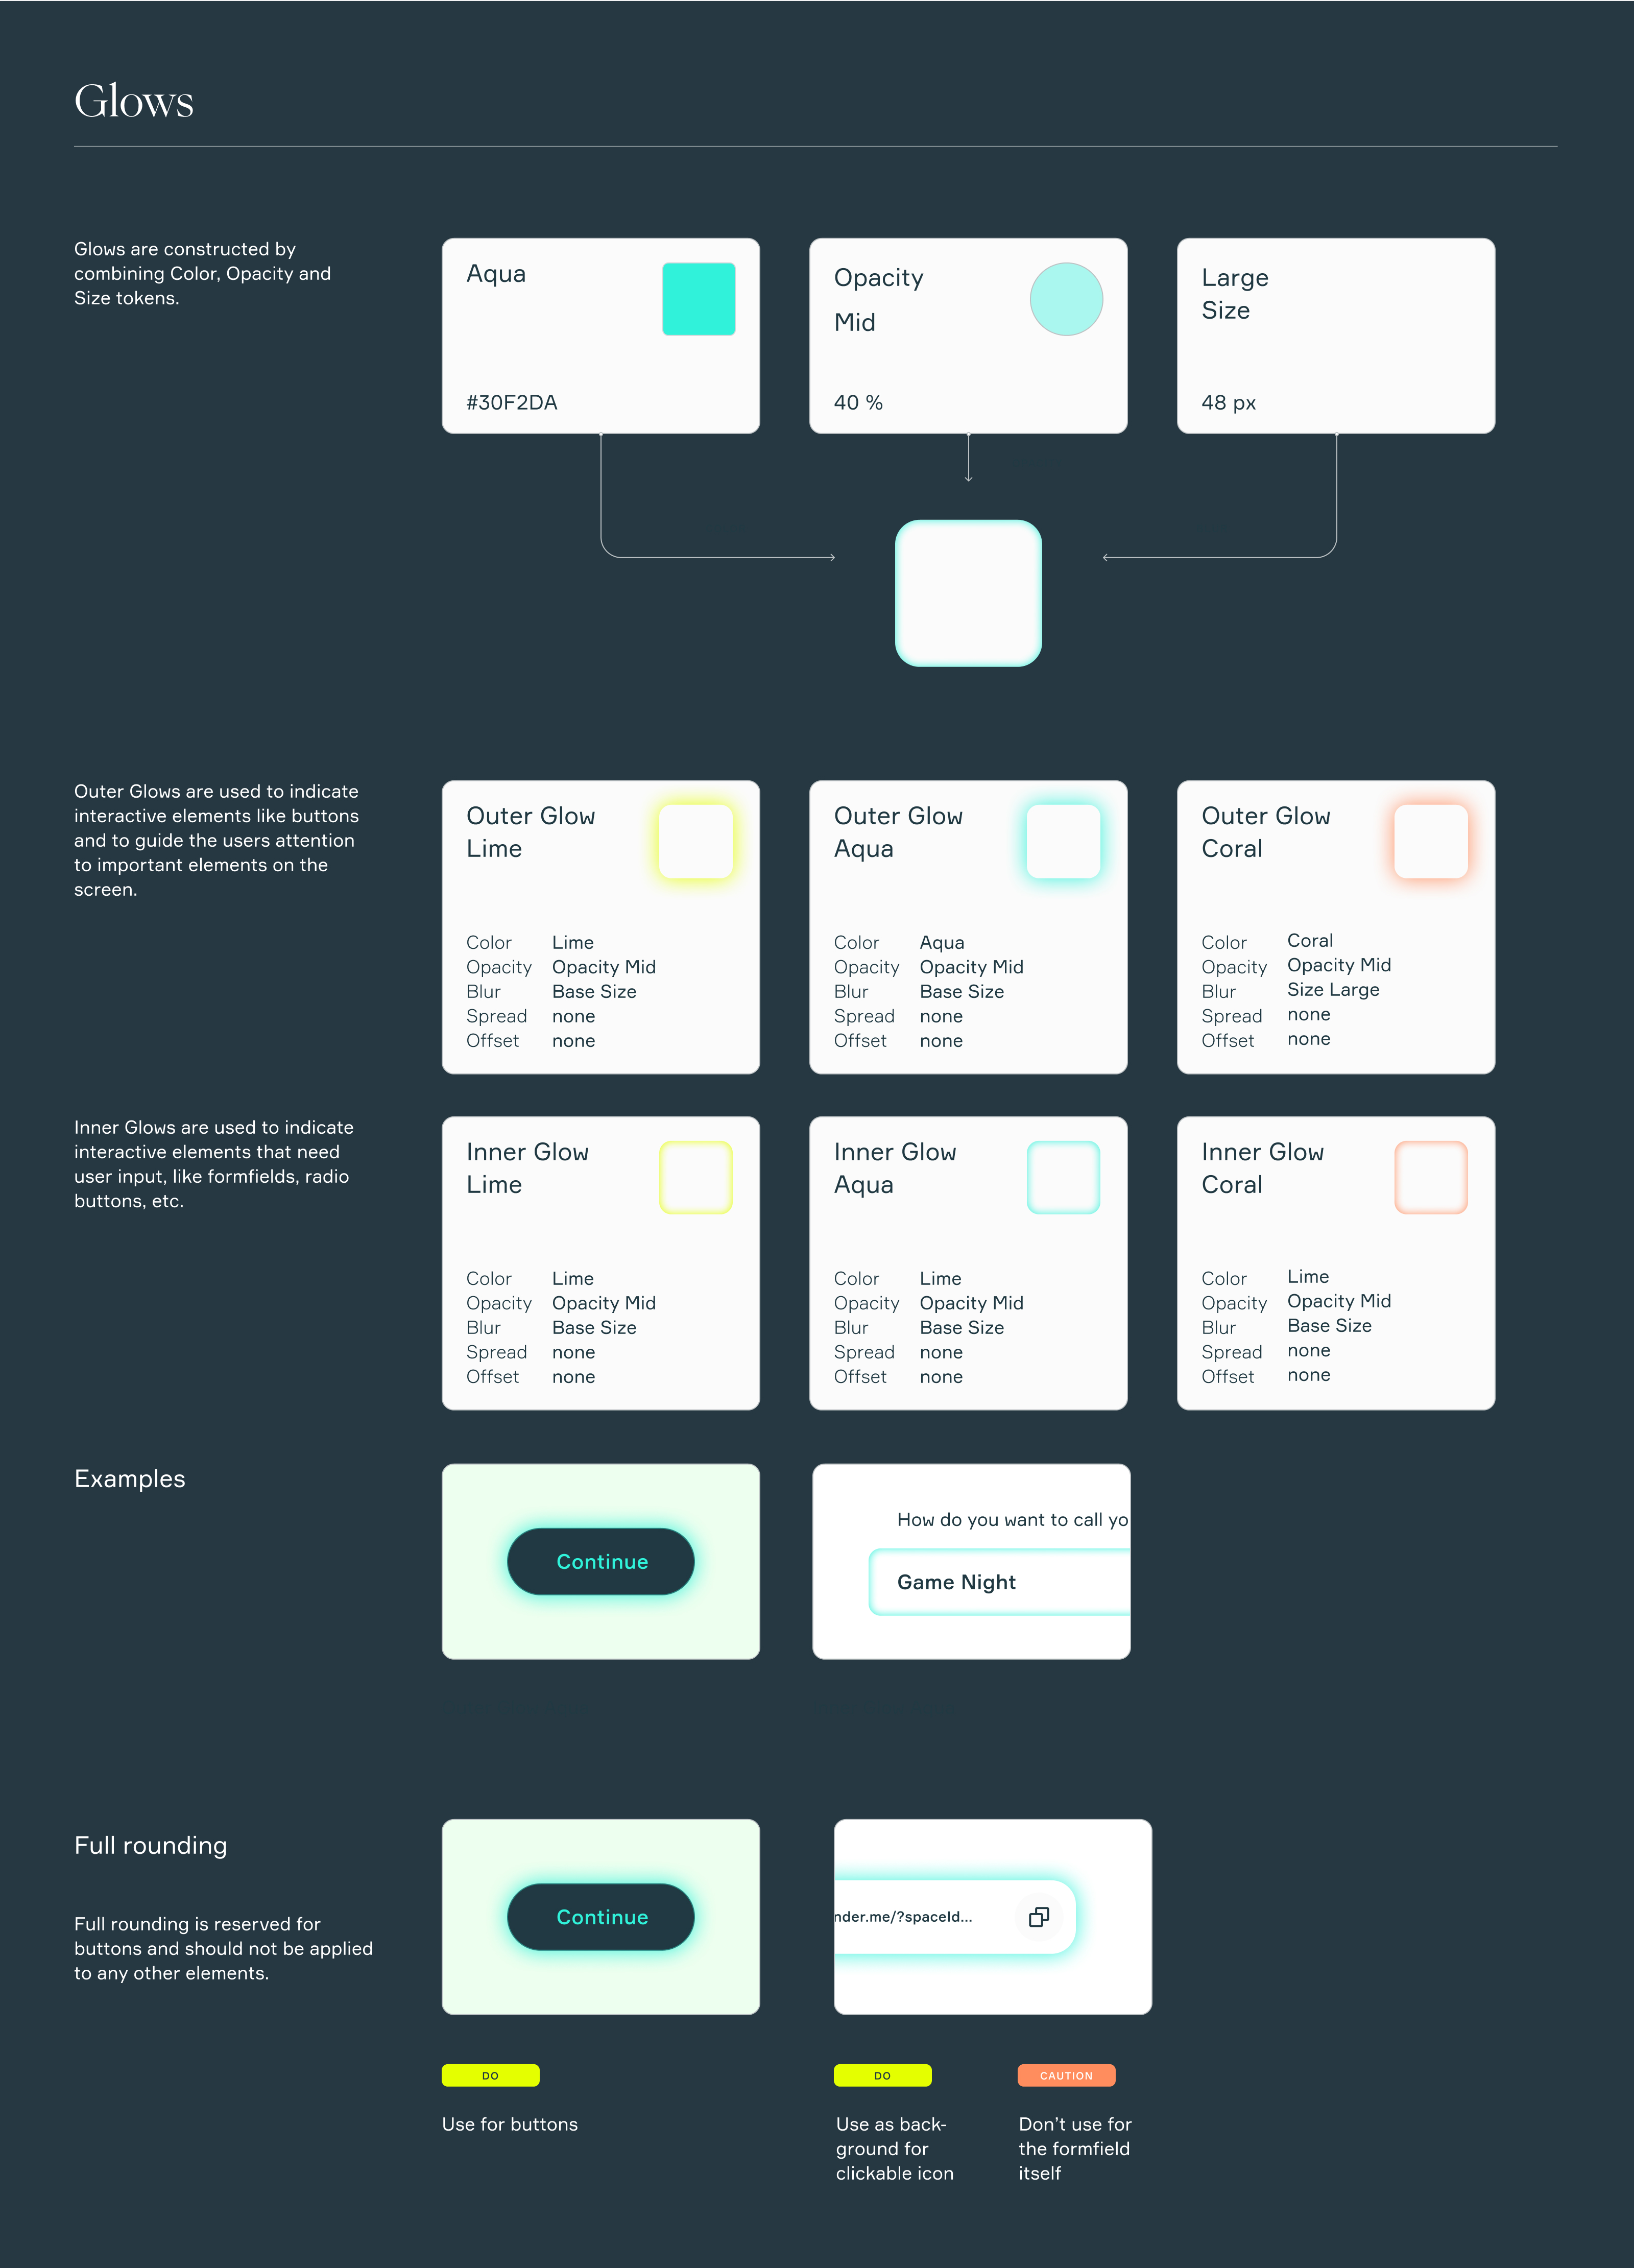 Glows
Glows are constructed by
combining Color, Opacity and
Size tokens.
Aqua
#30F2DA
Opacity
Mid
40 %
Large
Size
48 px
Outer Glows are used to indicate
interactive elements like buttons
and to guide the users attention
to important elements on the
screen.
Outer Glow
Lime
Color Lime
Opacity Opacity Mid
Blur Base Size
Spread none
Offset none
Outer Glow
Aqua
Color Aqua
Opacity Opacity Mid
Blur Base Size
Spread none
Offset none
Outer Glow
Coral
Color Coral
Opacity Opacity Mid
Blur Size Large
Spread none
Offset none
Inner Glows are used to indicate
interactive elements that need
user input, like formfields, radio
buttons, etc.
Inner Glow
Lime
Color Lime
Opacity Opacity Mid
Blur Base Size
Spread none
Offset none
Inner Glow
Aqua
Color Lime
Opacity Opacity Mid
Blur Base Size
Spread none
Offset none
Inner Glow
Coral
Color Lime
Opacity Opacity Mid
Blur Base Size
Spread none
Offset none
Examples
Continue
How do you want to call yo
Game Night
Full rounding
Full rounding is reserved for
buttons and should not be applied
to any other elements.
Continue
nder.me/?spaceId...
DO
Use for buttons
DO
Use as back-
ground for
clickable icon
CAUTION
Don't use for
the formfield
itself